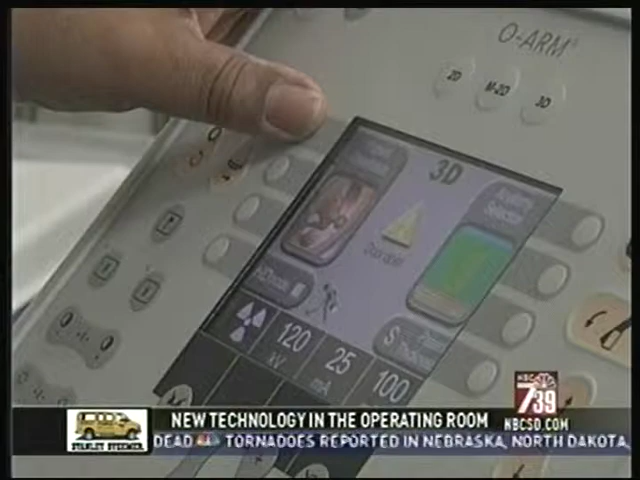 O-ARM®
2D M-2D 3D
3D
S
120 25 100
kV mA
NBC
7 39
NEW TECHNOLOGY IN THE OPERATING ROOM
NBCSD.COM
DEAD TORNADOES REPORTED IN NEBRASKA, NORTH DAKOTA,